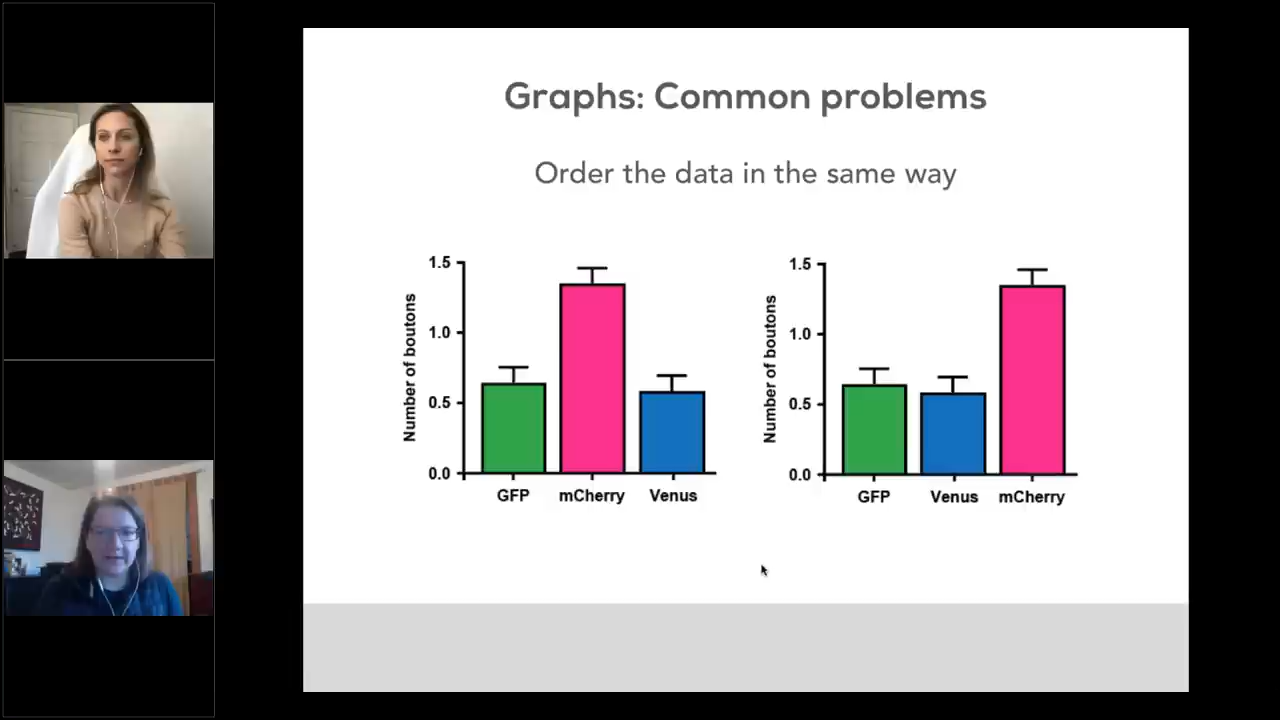 Graphs: Common problems
Order the data in the same way
Number of boutons
1.5
1.0
0.5
0.0
GFP mCherry Venus
Number of boutons
1.5
1.0
0.5
0.0
GFP Venus mCherry